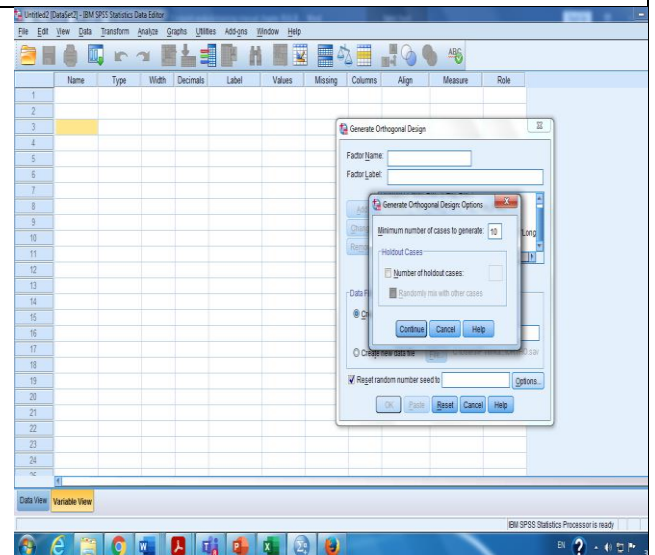 Untitled2 [DataSet2] - IBM SPSS Statistics Data Editor
File Edit View Data Transform Analyze Graphs Utilities Add-ons Window Help
Name Type Width Decimals Label Values Missing Columns Align Measure Role
1
2
3
4
5
6
7
8
9
10
11
12
13
14
15
16
17
18
19
20
21
22
23
24
Generate Orthogonal Design
Factor Name:
Factor Label:
Generate Orthogonal Design: Options
Minimum number of cases to generate: 10
Holdout Cases
Number of holdout cases:
Randomly mix with other cases
Continue Cancel Help
Data Fi
Create new data file
Reset random number seed to Options...
OK Paste Reset Cancel Help
Data View Variable View
IBM SPSS Statistics Processor is ready
EN